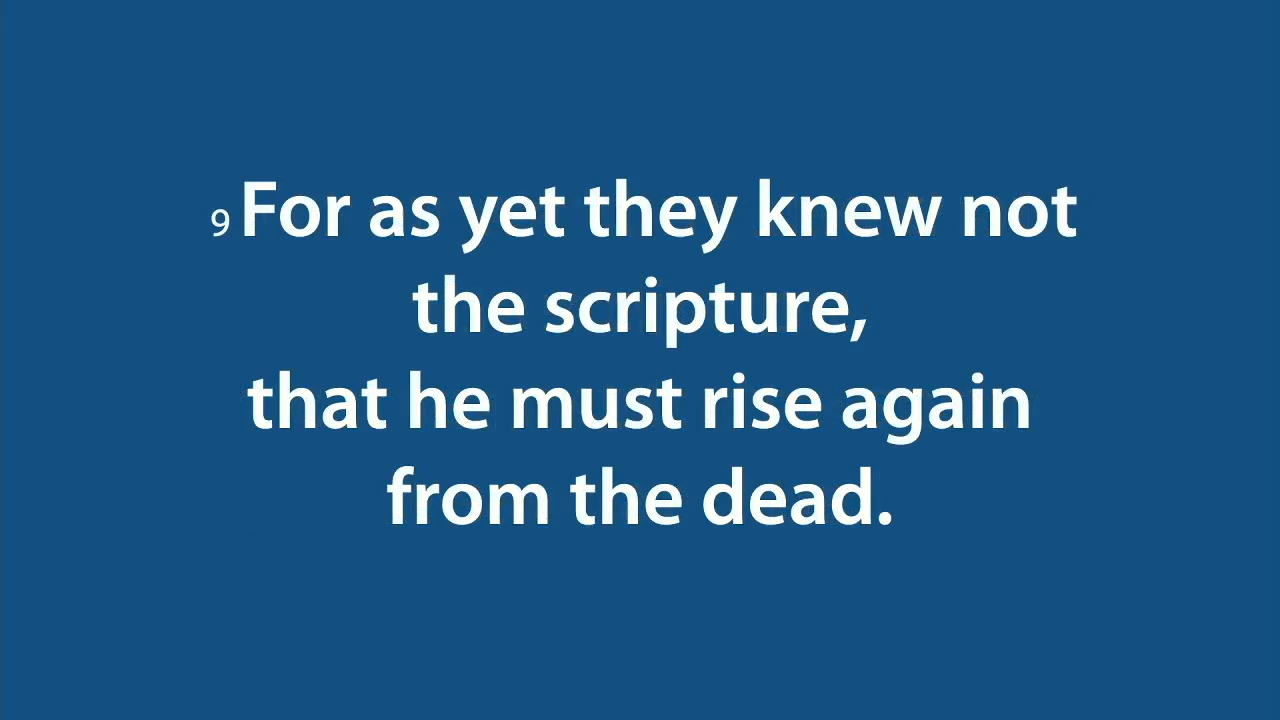 9 For as yet they knew not
the scripture,
that he must rise again
from the dead.